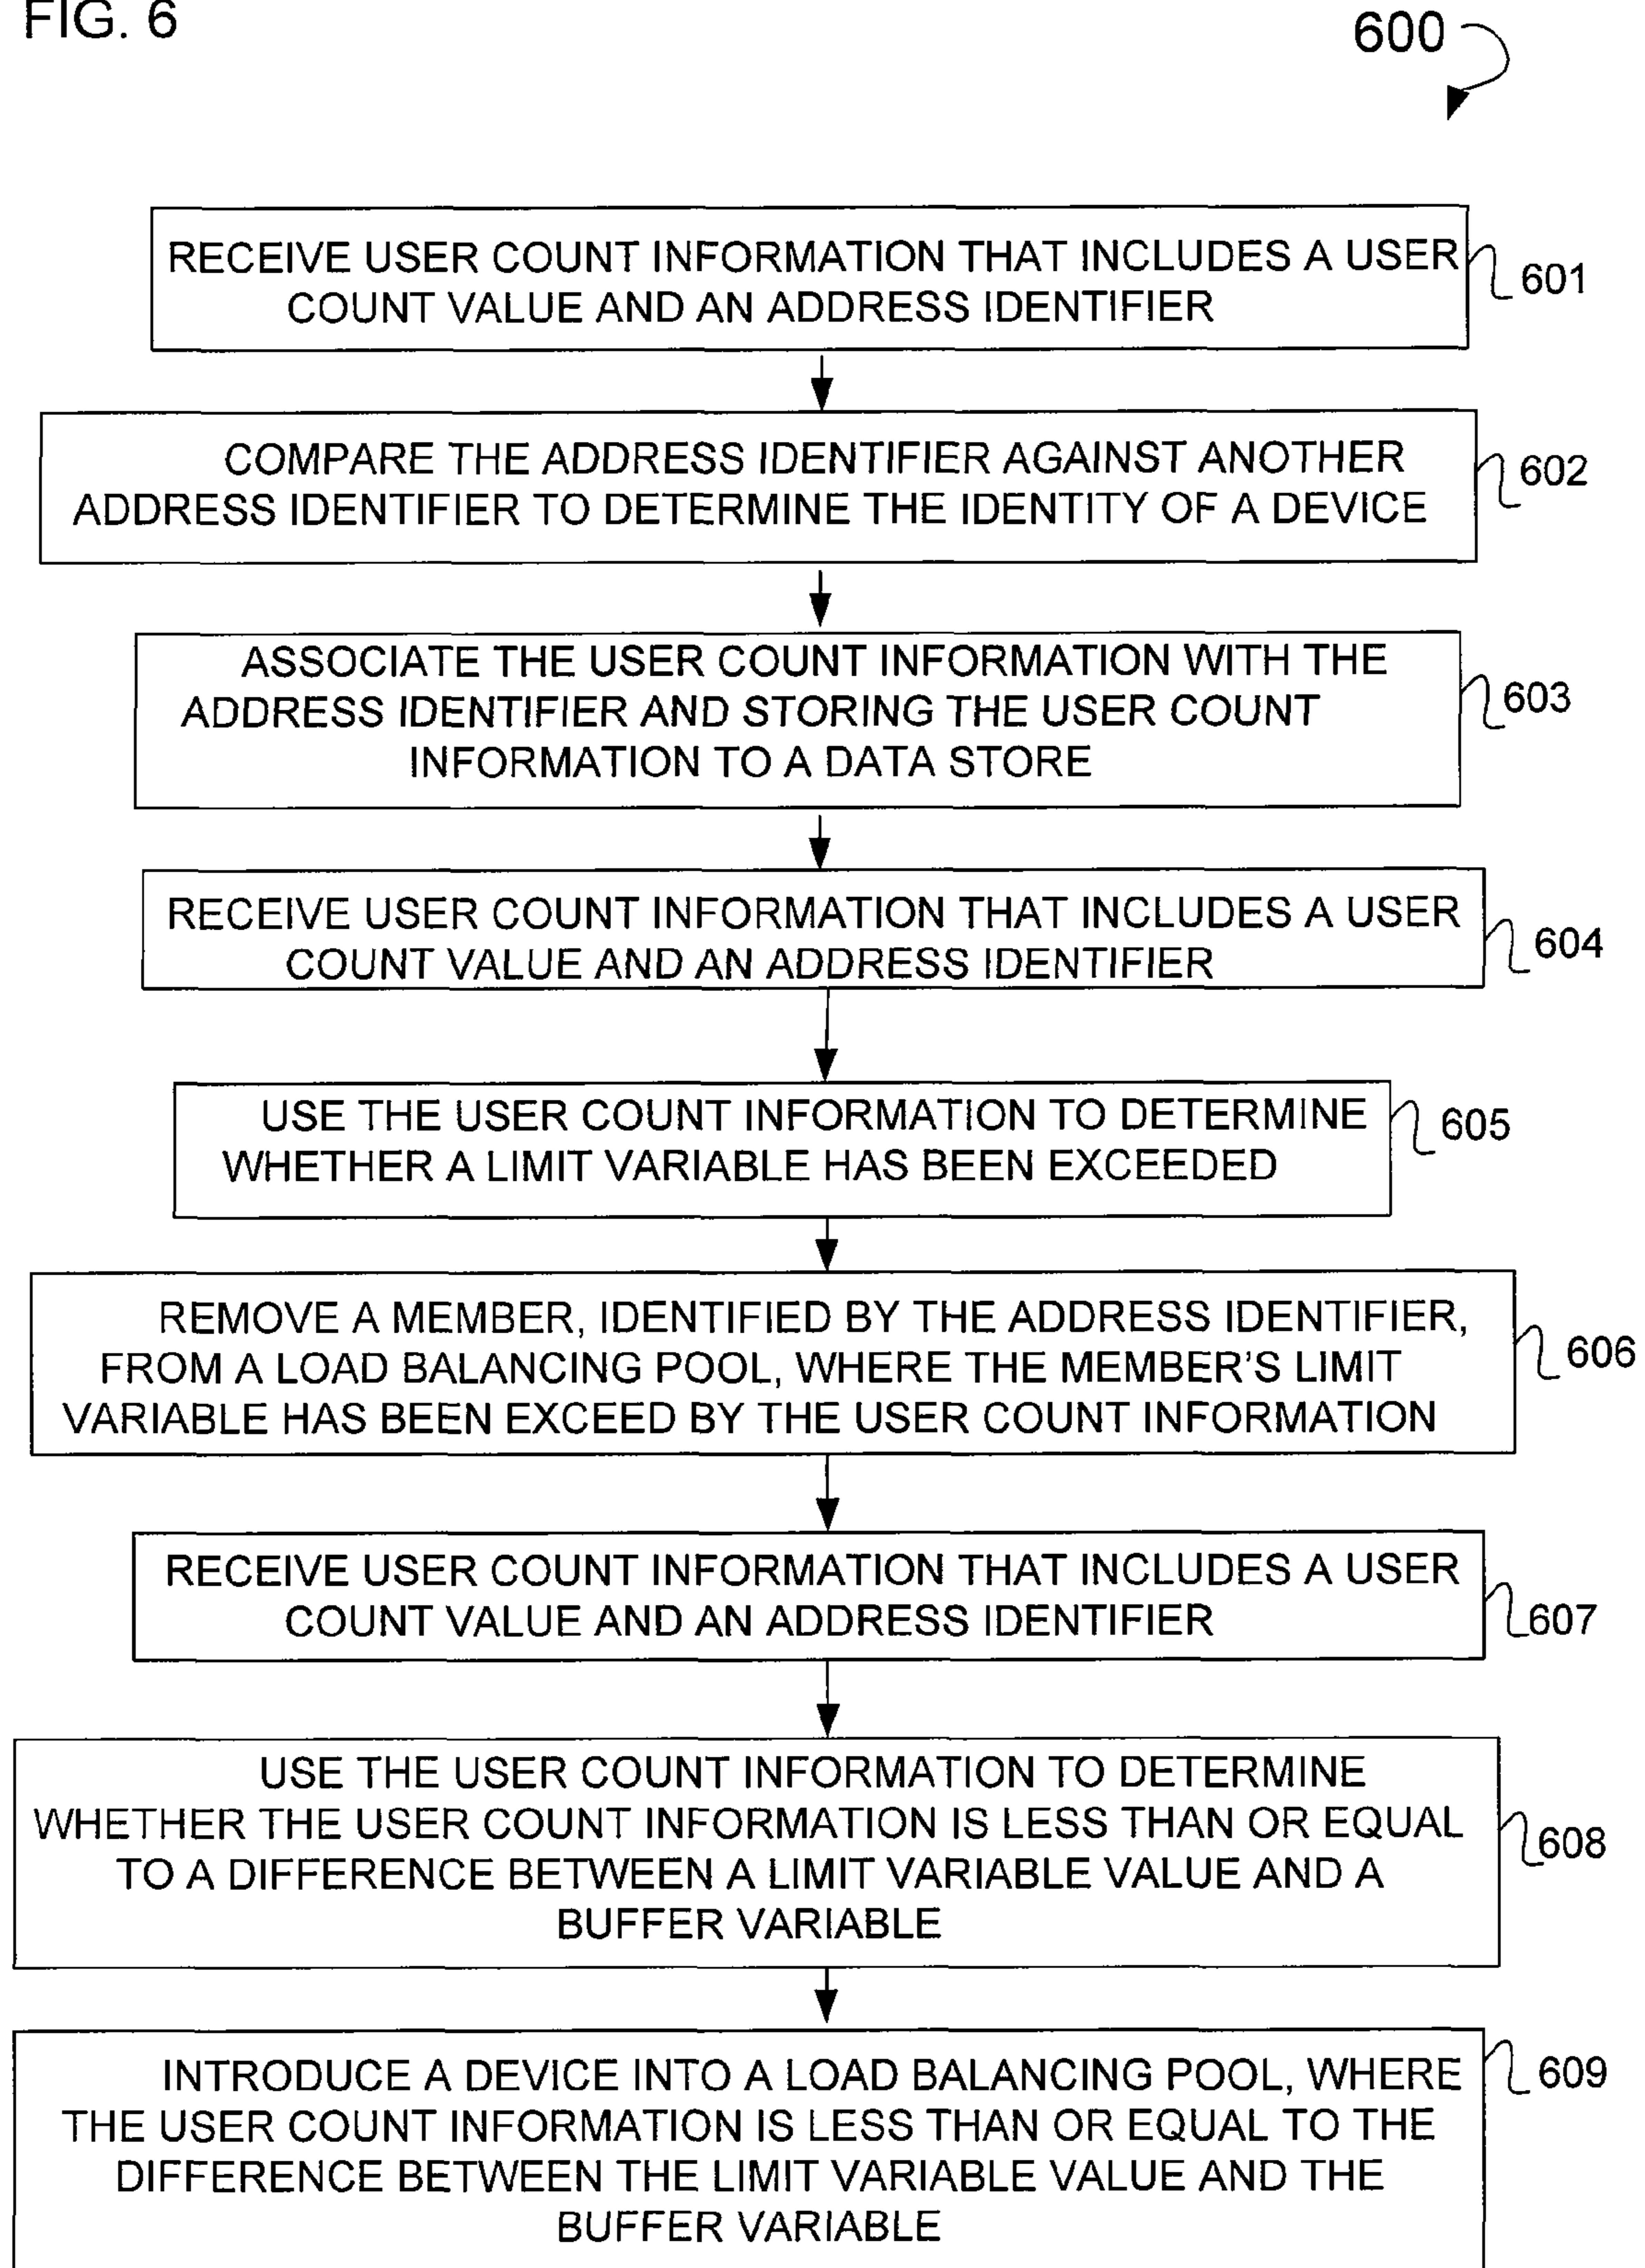 FIG. 6
600
RECEIVE USER COUNT INFORMATION THAT INCLUDES A USER
COUNT VALUE AND AN ADDRESS IDENTIFIER
601
COMPARE THE ADDRESS IDENTIFIER AGAINST ANOTHER
ADDRESS IDENTIFIER TO DETERMINE THE IDENTITY OF A DEVICE
602
ASSOCIATE THE USER COUNT INFORMATION WITH THE
ADDRESS IDENTIFIER AND STORING THE USER COUNT
INFORMATION TO A DATA STORE
603
RECEIVE USER COUNT INFORMATION THAT INCLUDES A USER
COUNT VALUE AND AN ADDRESS IDENTIFIER
604
USE THE USER COUNT INFORMATION TO DETERMINE
WHETHER A LIMIT VARIABLE HAS BEEN EXCEEDED
605
REMOVE A MEMBER, IDENTIFIED BY THE ADDRESS IDENTIFIER,
FROM A LOAD BALANCING POOL, WHERE THE MEMBER'S LIMIT
VARIABLE HAS BEEN EXCEED BY THE USER COUNT INFORMATION
606
RECEIVE USER COUNT INFORMATION THAT INCLUDES A USER
COUNT VALUE AND AN ADDRESS IDENTIFIER
607
USE THE USER COUNT INFORMATION TO DETERMINE
WHETHER THE USER COUNT INFORMATION IS LESS THAN OR EQUAL
TO A DIFFERENCE BETWEEN A LIMIT VARIABLE VALUE AND A
BUFFER VARIABLE
608
INTRODUCE A DEVICE INTO A LOAD BALANCING POOL, WHERE
THE USER COUNT INFORMATION IS LESS THAN OR EQUAL TO THE
DIFFERENCE BETWEEN THE LIMIT VARIABLE VALUE AND THE
BUFFER VARIABLE
609